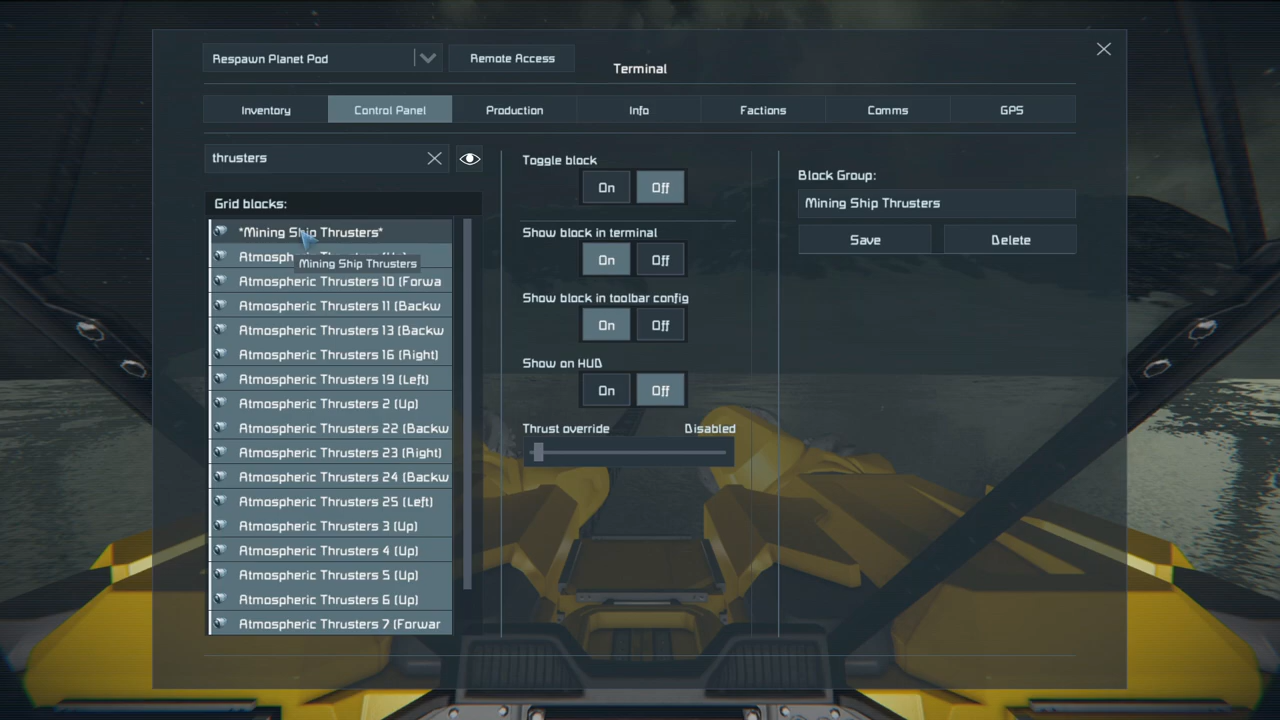 Respawn Planet Pod
Remote Access
Terminal
Inventory
Control Panel
Production
Info
Factions
Comms
GPS
thrusters
Grid blocks:
*Mining Ship Thrusters*
Atmosph
Mining Ship Thrusters
Atmospheric Thrusters 10 (Forwa
Atmospheric Thrusters 11 (Backw
Atmospheric Thrusters 13 (Backw
Atmospheric Thrusters 16 (Right)
Atmospheric Thrusters 19 (Left)
Atmospheric Thrusters 2 (Up)
Atmospheric Thrusters 22 (Backw
Atmospheric Thrusters 23 (Right)
Atmospheric Thrusters 24 (Backw
Atmospheric Thrusters 25 (Left)
Atmospheric Thrusters 3 (Up)
Atmospheric Thrusters 4 (Up)
Atmospheric Thrusters 5 (Up)
Atmospheric Thrusters 6 (Up)
Atmospheric Thrusters 7 (Forwar
Toggle block
On Off
Show block in terminal
On Off
Show block in toolbar config
On Off
Show on HUD
On Off
Thrust override Disabled
Block Group:
Mining Ship Thrusters
Save
Delete